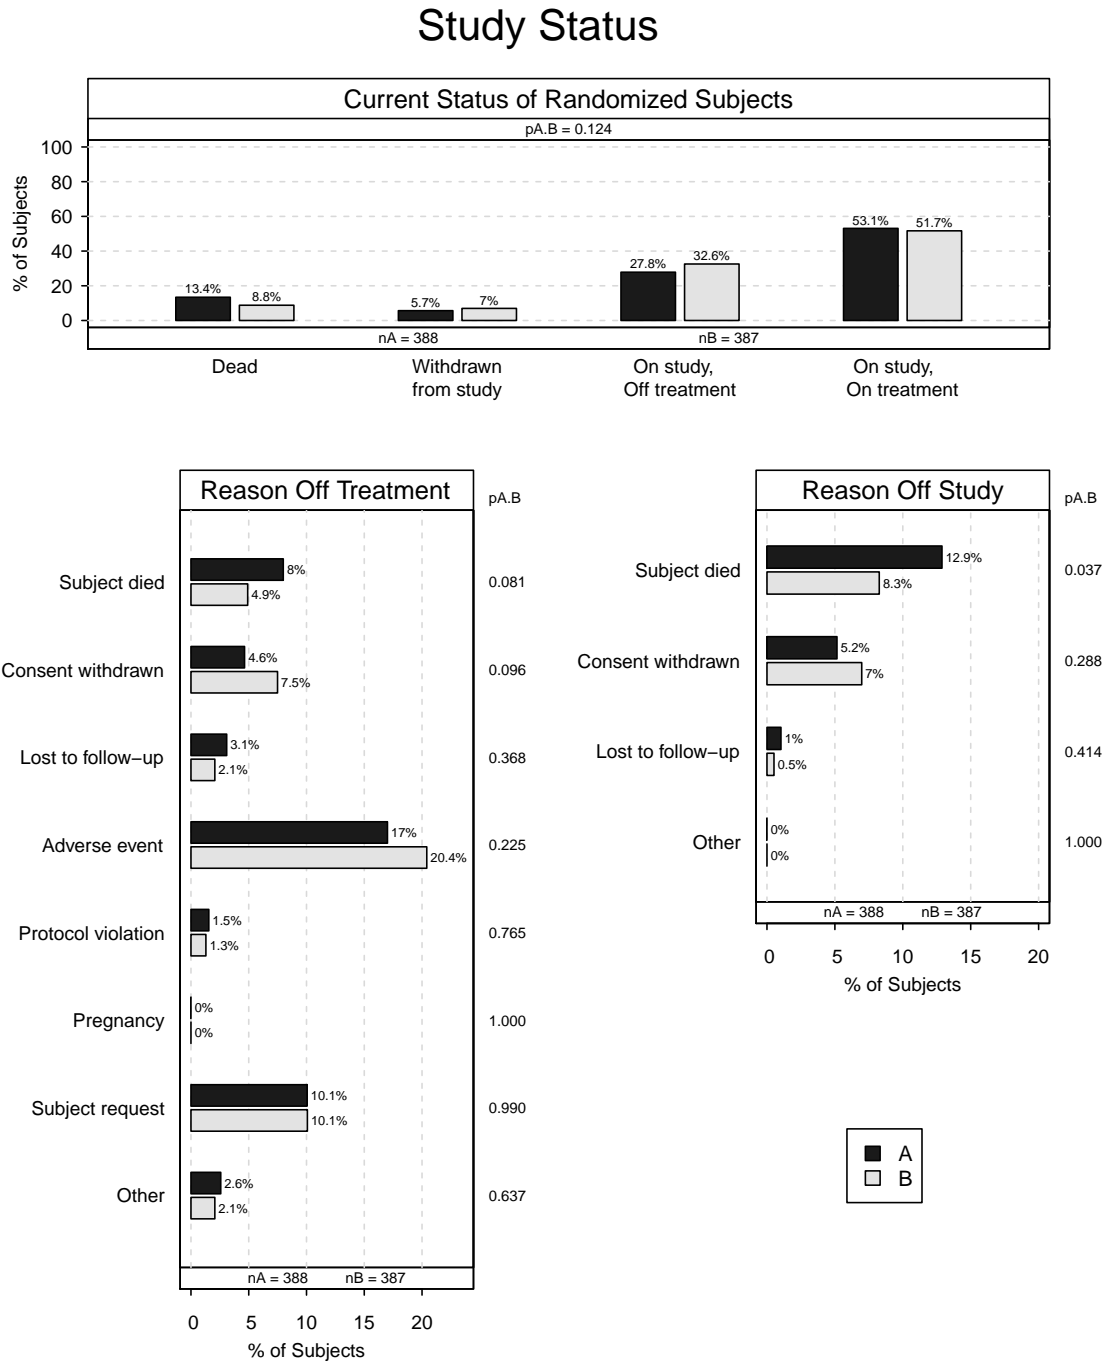 Study Status
Current Status of Randomized Subjects
pA.B = 0.124
% of Subjects
100
80
60
40
20
0
13.4%
8.8%
5.7%
7%
27.8%
32.6%
53.1%
51.7%
nA = 388 nB = 387
Dead
Withdrawn
from study
On study,
Off treatment
On study,
On treatment
Reason Off Treatment
pA.B
Subject died
8%
4.9%
0.081
Consent withdrawn
4.6%
7.5%
0.096
Lost to follow−up
3.1%
2.1%
0.368
Adverse event
17%
20.4%
0.225
Protocol violation
1.5%
1.3%
0.765
Pregnancy
0%
0%
1.000
Subject request
10.1%
10.1%
0.990
Other
2.6%
2.1%
0.637
nA = 388 nB = 387
0 5 10 15 20
% of Subjects
Reason Off Study
pA.B
Subject died
12.9%
8.3%
0.037
Consent withdrawn
5.2%
7%
0.288
Lost to follow−up
1%
0.5%
0.414
Other
0%
0%
1.000
nA = 388 nB = 387
0 5 10 15 20
% of Subjects
A
B